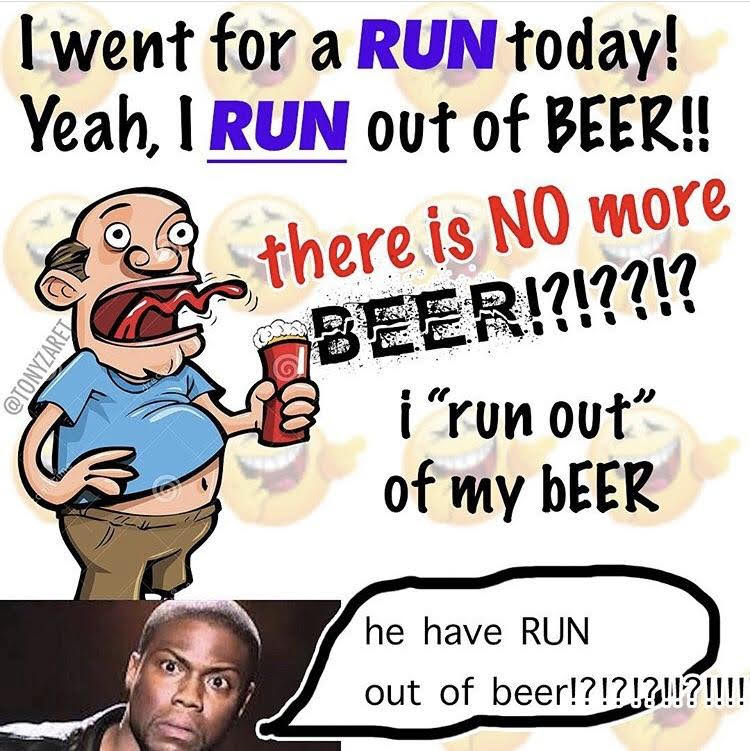 I went for a RUN today!
Yeah, I RUN out of BEER!!
there is NO more
BEER!?!??!?
i “run out”
of my bEER
@TONYZARET
he have RUN
out of beer!?!?!?!!?!!!!